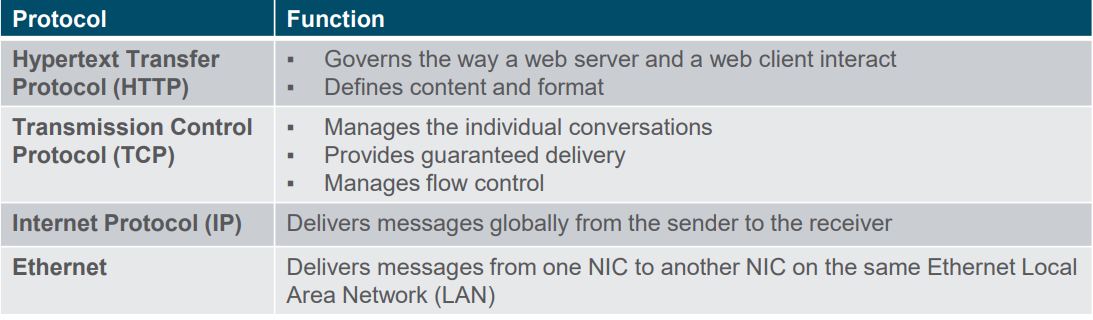 Protocol
Function
Hypertext Transfer
Protocol (HTTP)
▪ Governs the way a web server and a web client interact
▪ Defines content and format
Transmission Control
Protocol (TCP)
▪ Manages the individual conversations
▪ Provides guaranteed delivery
▪ Manages flow control
Internet Protocol (IP)
Delivers messages globally from the sender to the receiver
Ethernet
Delivers messages from one NIC to another NIC on the same Ethernet Local
Area Network (LAN)